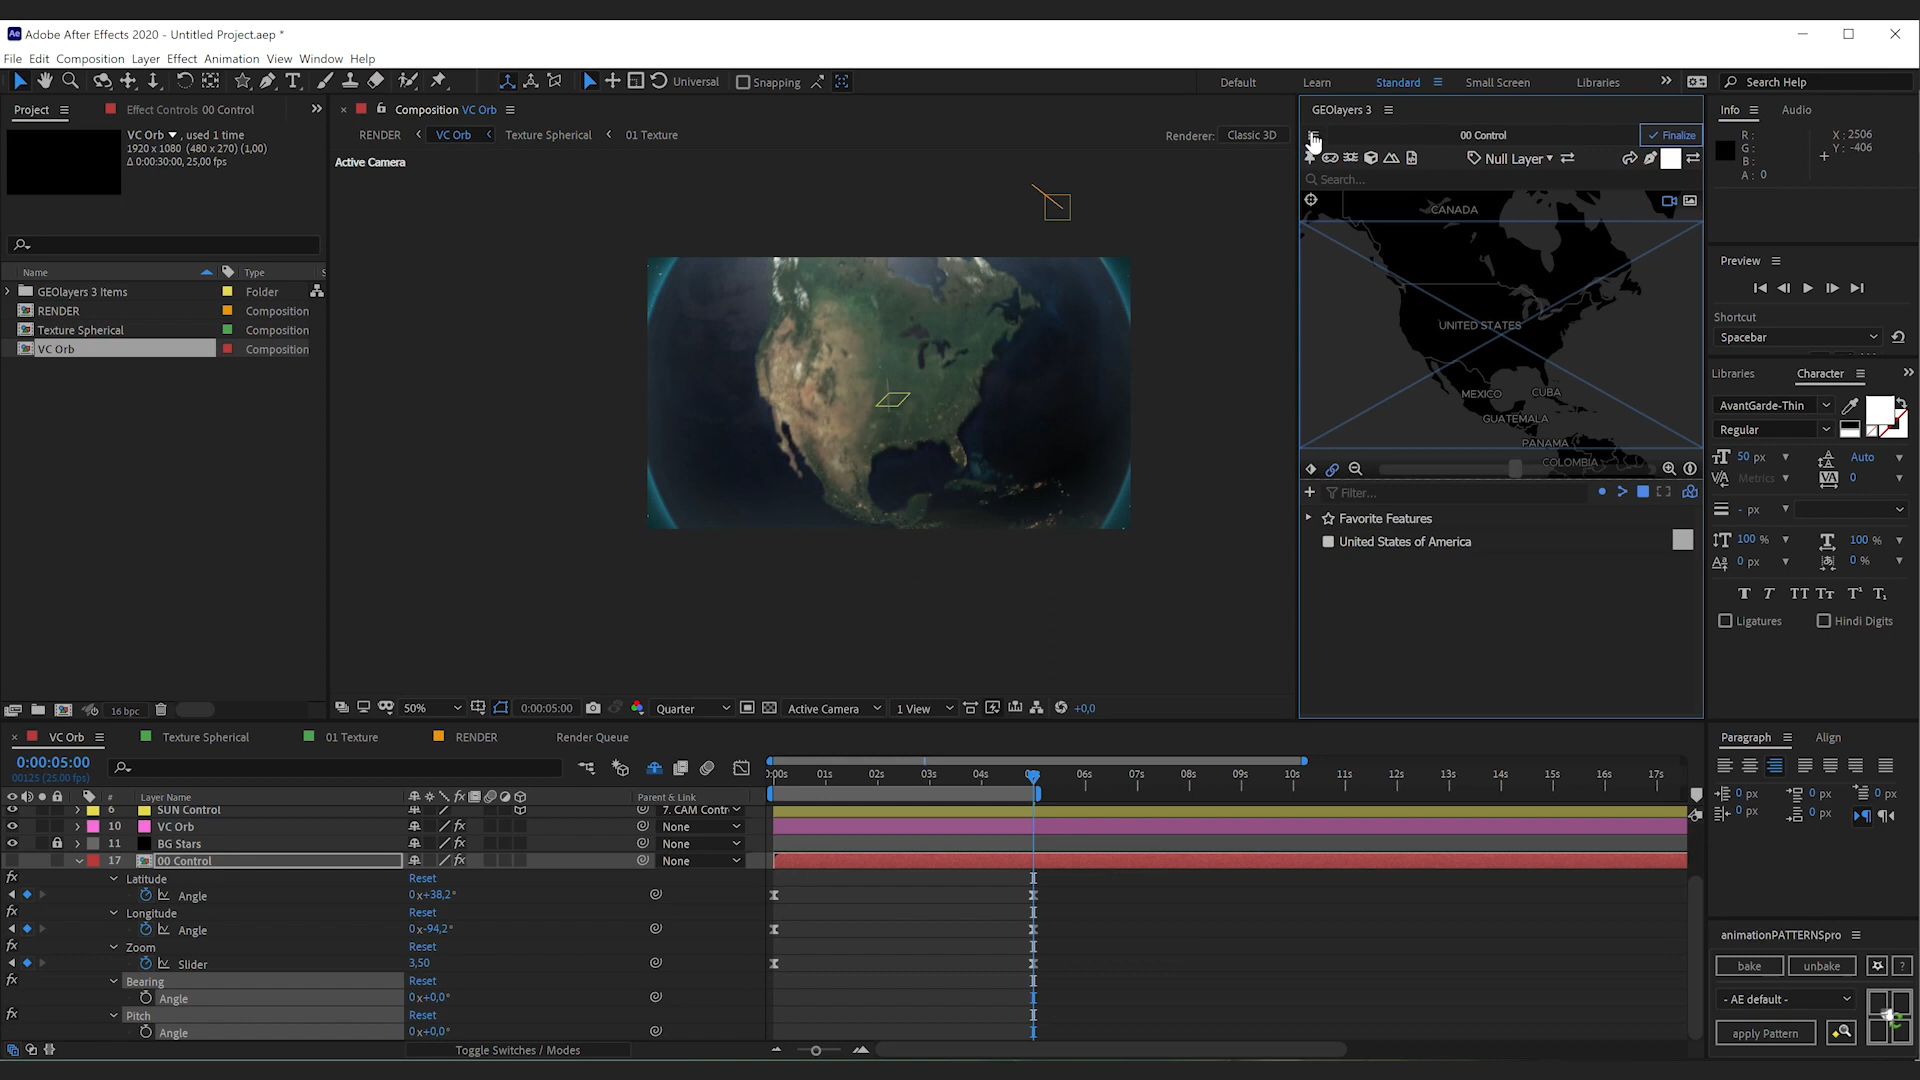 Adobe After Effects 2020 - Untitled Project.aep *
File Edit Composition Layer Effect Animation View Window Help
Universal Snapping Default Learn Standard Small Screen Libraries Search Help
Project Effect Controls 00 Control
VC Orb ▾, used 1 time
1920 x 1080 (480 x 270) (1,00)
Δ 0:00:30:00, 25,00 fps)
Name Type S
GEOlayers 3 Items Folder
RENDER Composition
Texture Spherical Composition
VC Orb Composition
16 bpc
Composition VC Orb
RENDER VC Orb Texture Spherical 01 Texture Renderer: Classic 3D
Active Camera
50% 0:00:05:00 Quarter Active Camera 1 View +0,0
GEOlayers 3
00 Control Finalize
Null Layer
Search...
CANADA
UNITED STATES
MEXICO CUBA
GUATEMALA
PANAMA
COLOMBIA
Filter...
Favorite Features
United States of America
Info Audio
R: X: 2506
G: Y: -406
B:
A: 0
Preview
Shortcut
Spacebar
Libraries Character
AvantGarde-Thin
Regular
50 px Auto
Metrics 0
- px
100 % 100 %
0 px 0 %
T T TT Tᴛ T¹ T₁
Ligatures Hindi Digits
Paragraph Align
0 px 0 px 0 px
0 px 0 px
animationPATTERNSpro
bake unbake ?
- AE default -
apply Pattern
VC Orb Texture Spherical 01 Texture RENDER Render Queue
0:00:05:00
00125 (25.00 fps)
0:00s 01s 02s 03s 04s 05s 06s 07s 08s 09s 10s 11s 12s 13s 14s 15s 16s 17s
# Layer Name Parent & Link
6 SUN Control 7. CAM Contr
10 VC Orb None
11 BG Stars None
17 00 Control None
Latitude Reset
Angle 0x+38,2°
Longitude Reset
Angle 0x-94,2°
Zoom Reset
Slider 3,50
Bearing Reset
Angle 0x+0,0°
Pitch Reset
Angle 0x+0,0°
Toggle Switches / Modes